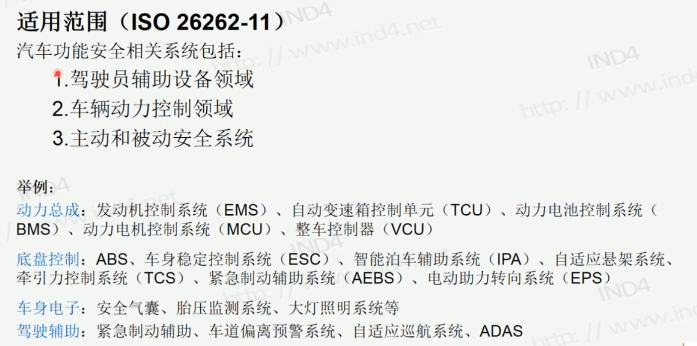 适用范围（ISO 26262-11）
汽车功能安全相关系统包括：
1.驾驶员辅助设备领域
2.车辆动力控制领域
3.主动和被动安全系统
举例：
动力总成：发动机控制系统（EMS）、自动变速箱控制单元（TCU）、动力电池控制系统（
BMS）、动力电机控制系统（MCU）、整车控制器（VCU）
底盘控制：ABS、车身稳定控制系统（ESC）、智能泊车辅助系统（IPA）、自适应悬架系统、
牵引力控制系统（TCS）、紧急制动辅助系统（AEBS）、电动助力转向系统（EPS）
车身电子：安全气囊、胎压监测系统、大灯照明系统等
驾驶辅助：紧急制动辅助、车道偏离预警系统、自适应巡航系统、ADAS
IND4
http://www.ind4.net
IND4
http://www.ind4
IND4
.net
IND4
http://www